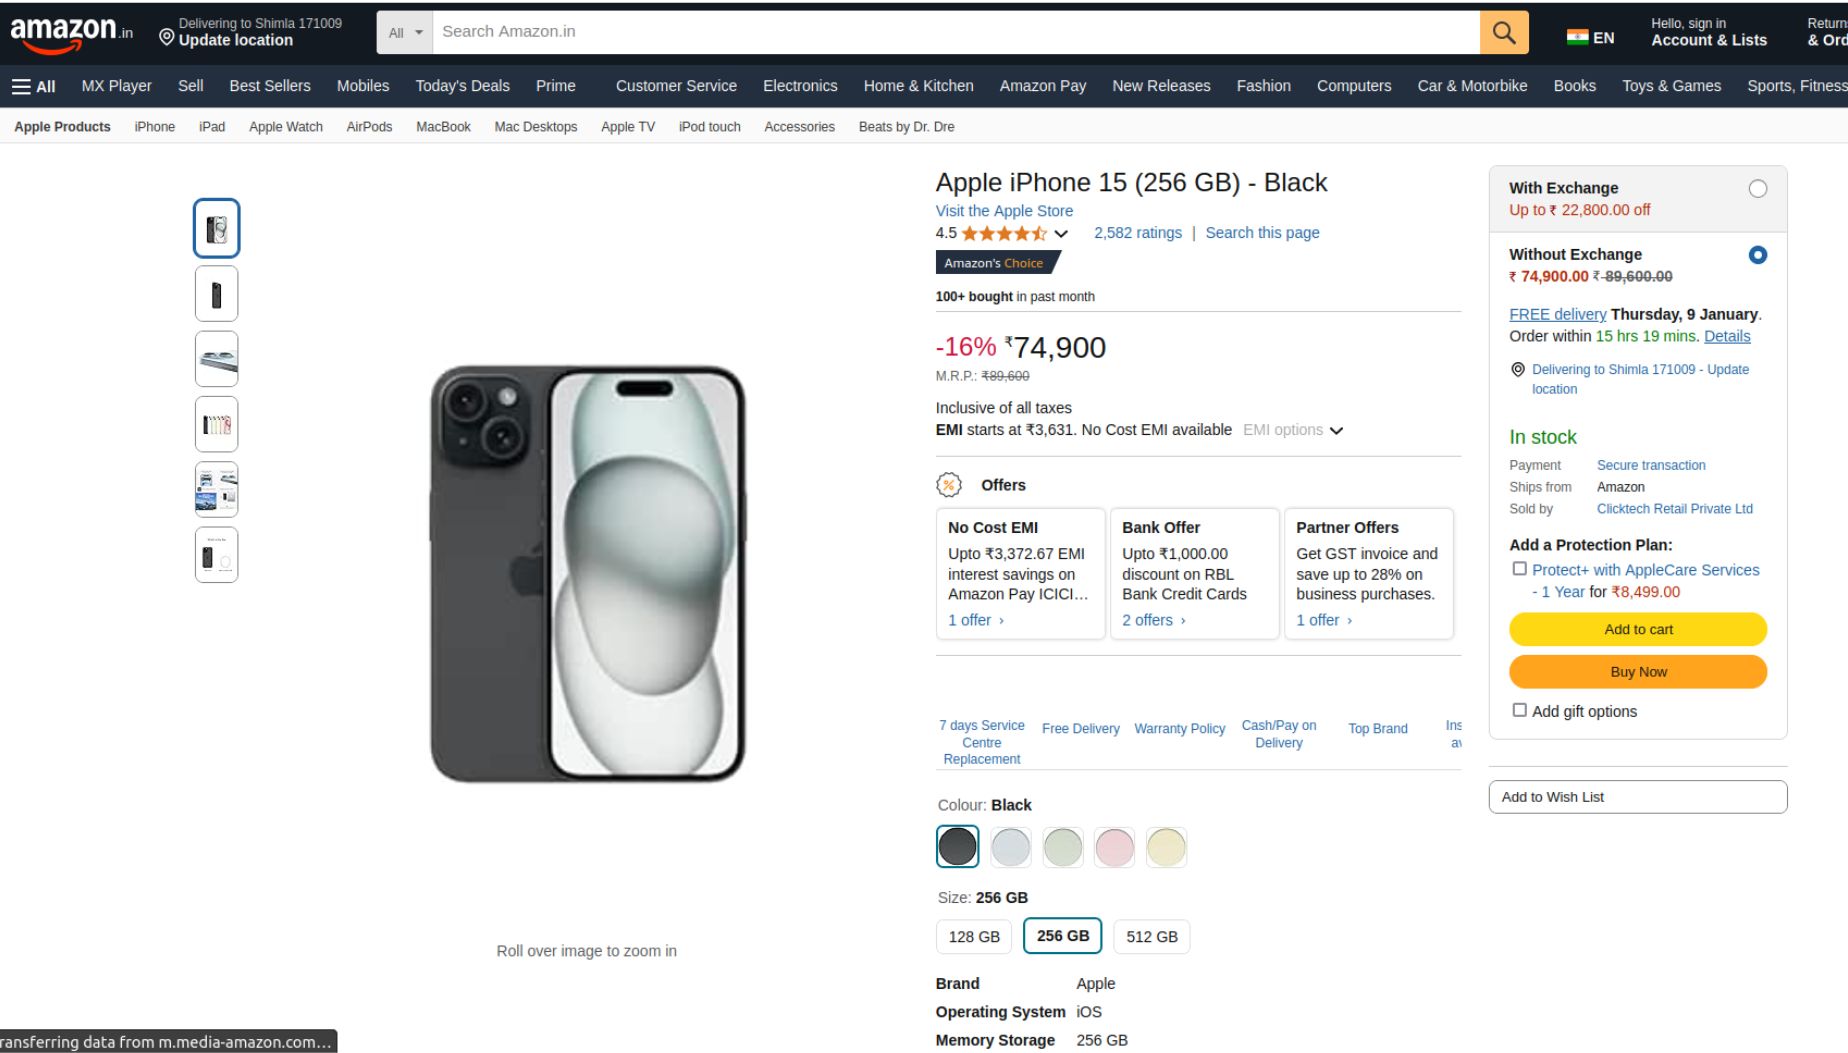 amazon.in
Delivering to Shimla 171009
Update location
All
Search Amazon.in
EN
Hello, sign in
Account & Lists
Returns
& Ord
All
MX Player
Sell
Best Sellers
Mobiles
Today's Deals
Prime
Customer Service
Electronics
Home & Kitchen
Amazon Pay
New Releases
Fashion
Computers
Car & Motorbike
Books
Toys & Games
Sports, Fitness
Apple Products
iPhone
iPad
Apple Watch
AirPods
MacBook
Mac Desktops
Apple TV
iPod touch
Accessories
Beats by Dr. Dre
Roll over image to zoom in
Apple iPhone 15 (256 GB) - Black
Visit the Apple Store
4.5
2,582 ratings | Search this page
Amazon's Choice
100+ bought in past month
-16% ₹74,900
M.R.P.: ₹89,600
Inclusive of all taxes
EMI starts at ₹3,631. No Cost EMI available EMI options
% Offers
No Cost EMI
Upto ₹3,372.67 EMI
interest savings on
Amazon Pay ICICI...
1 offer ›
Bank Offer
Upto ₹1,000.00
discount on RBL
Bank Credit Cards
2 offers ›
Partner Offers
Get GST invoice and
save up to 28% on
business purchases.
1 offer ›
7 days Service
Centre
Replacement
Free Delivery
Warranty Policy
Cash/Pay on
Delivery
Top Brand
Ins
av
Colour: Black
Size: 256 GB
128 GB
256 GB
512 GB
Brand Apple
Operating System iOS
Memory Storage 256 GB
With Exchange
Up to ₹ 22,800.00 off
Without Exchange
₹ 74,900.00 ₹ 89,600.00
FREE delivery Thursday, 9 January.
Order within 15 hrs 19 mins. Details
Delivering to Shimla 171009 - Update
location
In stock
Payment Secure transaction
Ships from Amazon
Sold by Clicktech Retail Private Ltd
Add a Protection Plan:
Protect+ with AppleCare Services
- 1 Year for ₹8,499.00
Add to cart
Buy Now
Add gift options
Add to Wish List
ransferring data from m.media-amazon.com...